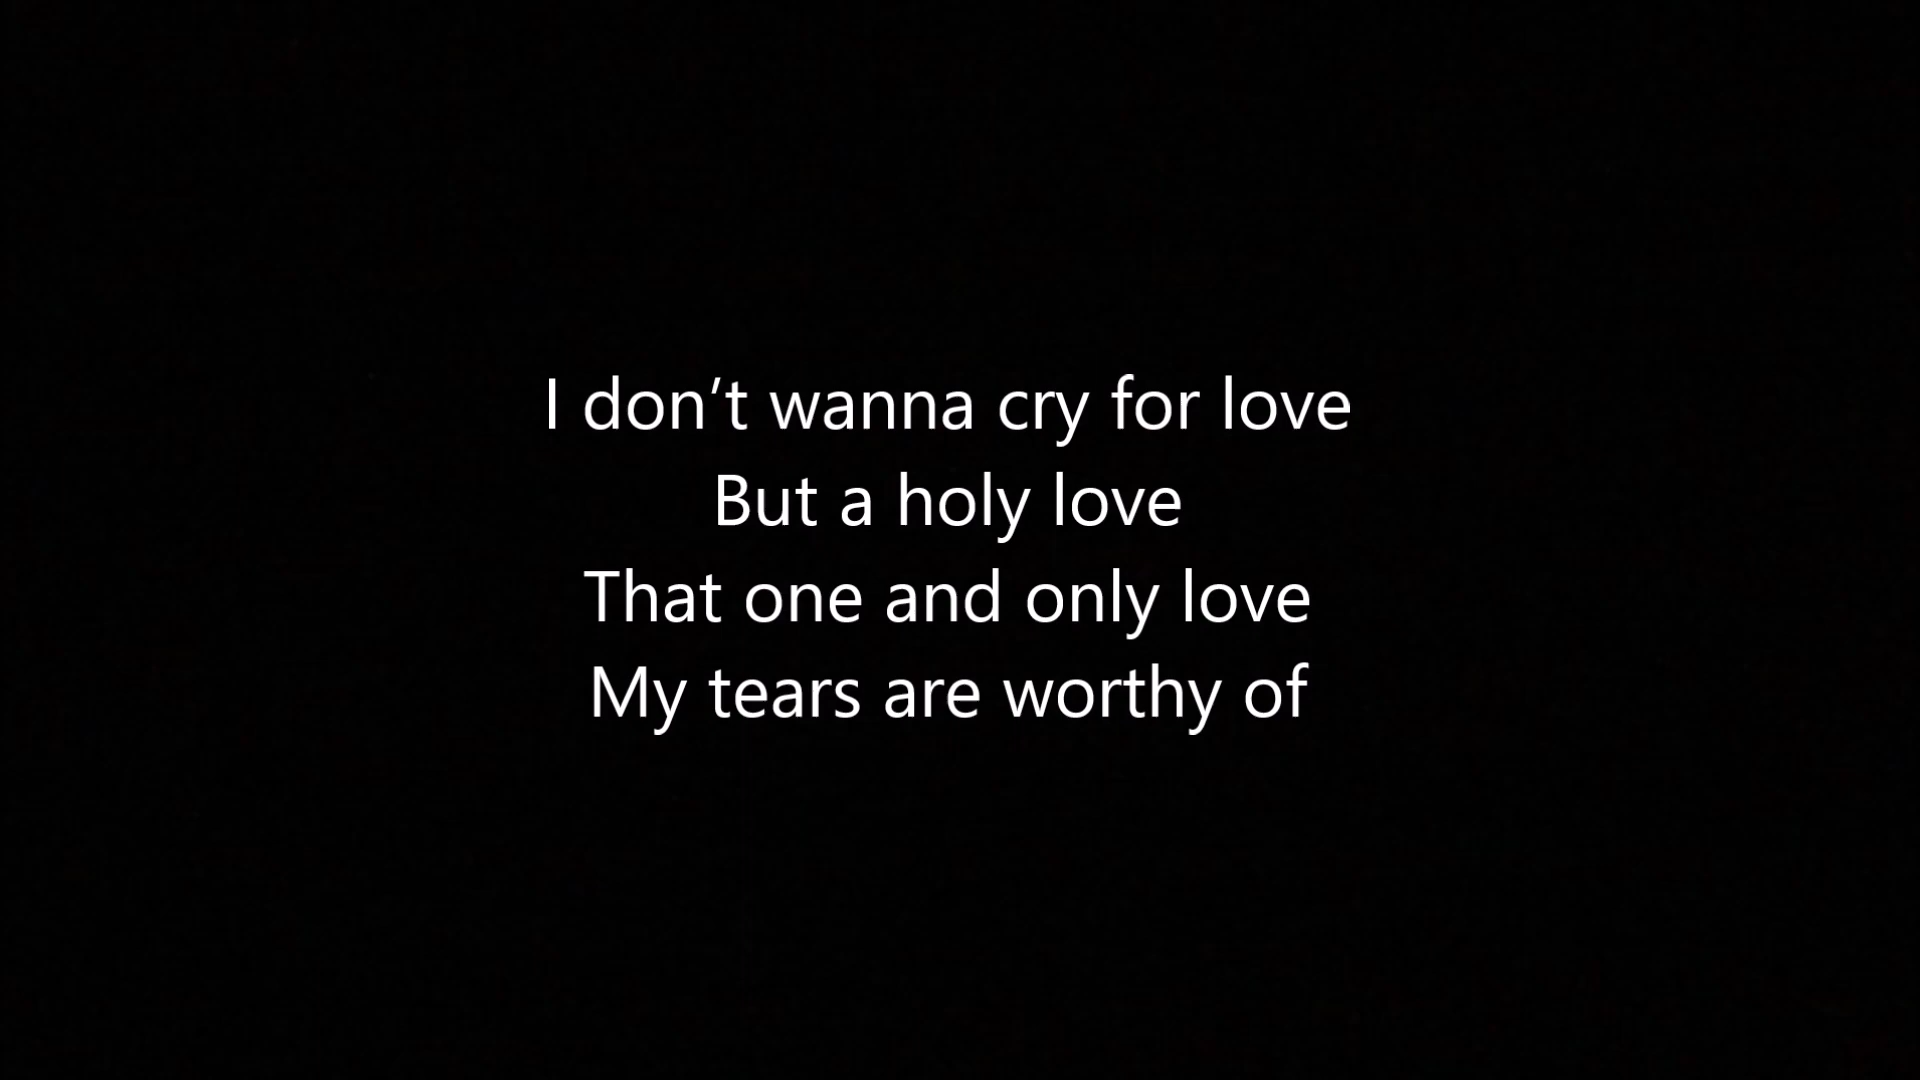 I don’t wanna cry for love
But a holy love
That one and only love
My tears are worthy of